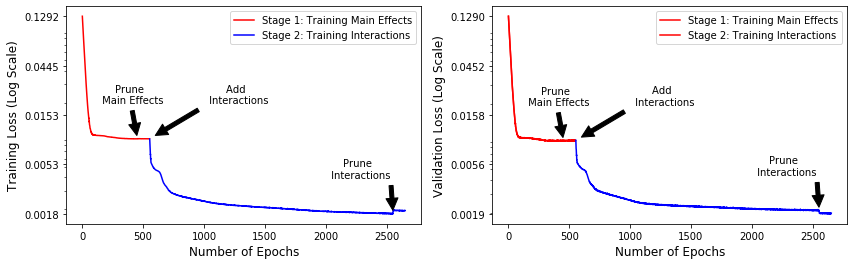 Training Loss (Log Scale)
0.1292
0.0445
0.0153
0.0053
0.0018
Stage 1: Training Main Effects
Stage 2: Training Interactions
Prune
Main Effects
Add
Interactions
Prune
Interactions
0
500
1000
1500
2000
2500
Number of Epochs
Validation Loss (Log Scale)
0.1290
0.0452
0.0158
0.0056
0.0019
Stage 1: Training Main Effects
Stage 2: Training Interactions
Prune
Main Effects
Add
Interactions
Prune
Interactions
0
500
1000
1500
2000
2500
Number of Epochs